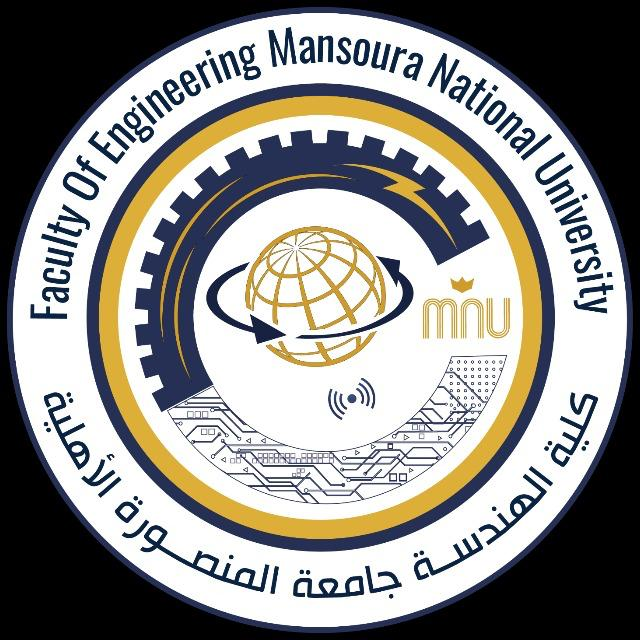 Faculty Of Engineering Mansoura National University
mnu
كلية الهندسة جامعة المنصورة الأهلية